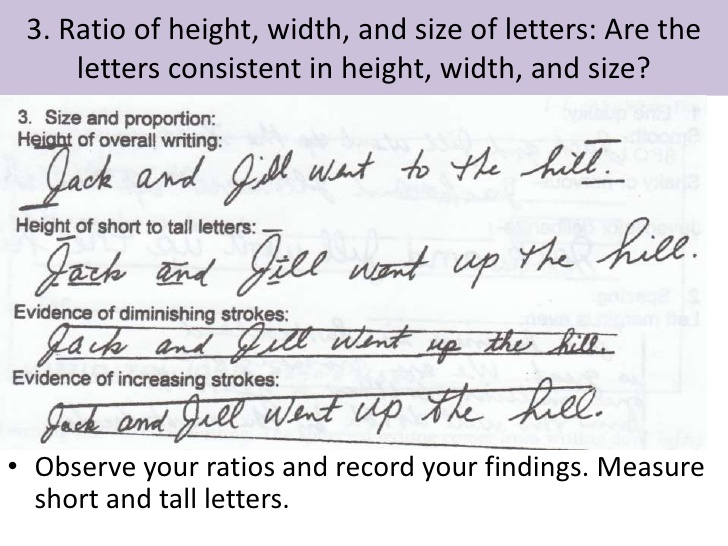 3. Ratio of height, width, and size of letters: Are the
letters consistent in height, width, and size?
3. Size and proportion:
Height of overall writing:
Jack and Jill went to the hill.
Height of short to tall letters:
Jack and Jill went up the hill.
Evidence of diminishing strokes:
Jack and Jill went up the hill.
Evidence of increasing strokes:
Jack and Jill went up the hill.
• Observe your ratios and record your findings. Measure
short and tall letters.